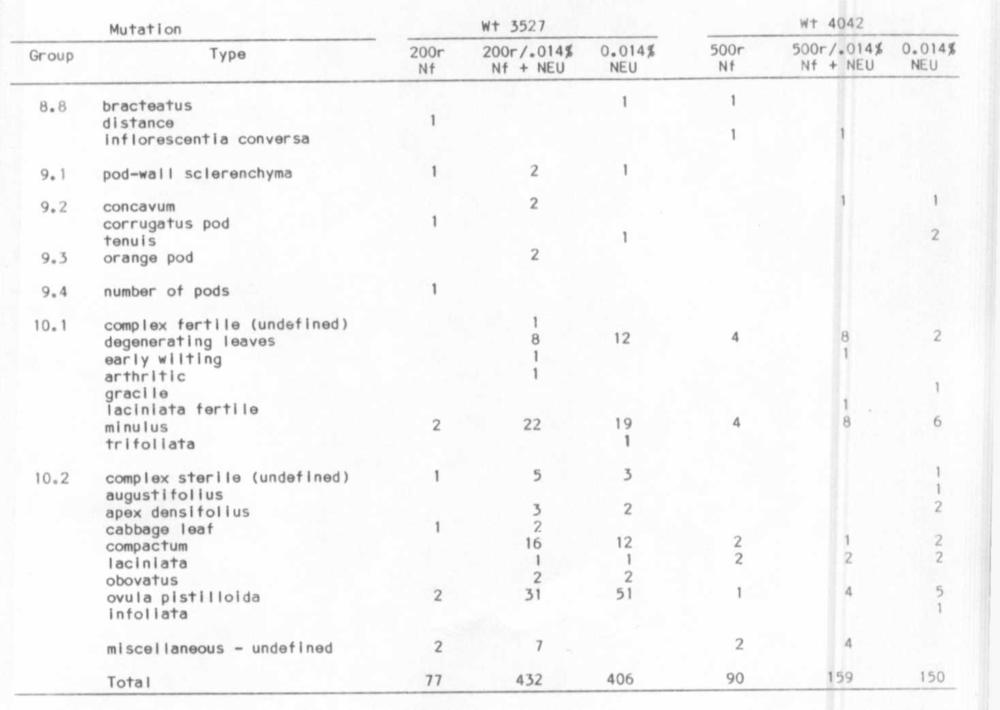 Mutation Wt 3527 Wt 4042
Group Type 200r 200r/.014% 0.014% 500r 500r/.014% 0.014%
Nf Nf + NEU NEU Nf Nf + NEU NEU
8.8 bracteatus 1 1
distance 1
inflorescentia conversa 1 1
9.1 pod-wall sclerenchyma 1 2 1
9.2 concavum 2 1 1
corrugatus pod 1
tenuis 1 2
9.3 orange pod 2
9.4 number of pods 1
10.1 complex fertile (undefined) 1
degenerating leaves 8 12 4 8 2
early wilting 1 1
arthritic 1
gracile 1
laciniata fertile 1
minulus 2 22 19 4 8 6
trifoliata 1
10.2 complex sterile (undefined) 1 5 3 1
augustifolius 1
apex densifolius 3 2 2
cabbage leaf 1 2
compactum 16 12 2 1 2
laciniata 1 1 2 2 2
obovatus 2 2
ovula pistilloida 2 31 51 1 4 5
infoliata 1
miscellaneous - undefined 2 7 2 4
Total 77 432 406 90 159 150